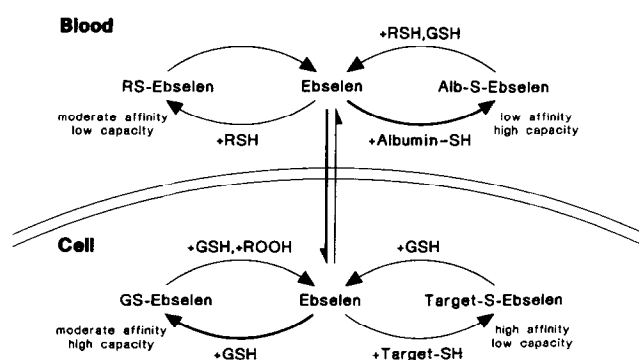 Blood
+RSH,GSH
RS-Ebselen
Ebselen
Alb-S-Ebselen
moderate affinity
low capacity
low affinity
high capacity
+RSH
+Albumin-SH
Cell
+GSH,+ROOH
+GSH
GS-Ebselen
Ebselen
Target-S-Ebselen
moderate affinity
high capacity
high affinity
low capacity
+GSH
+Target-SH